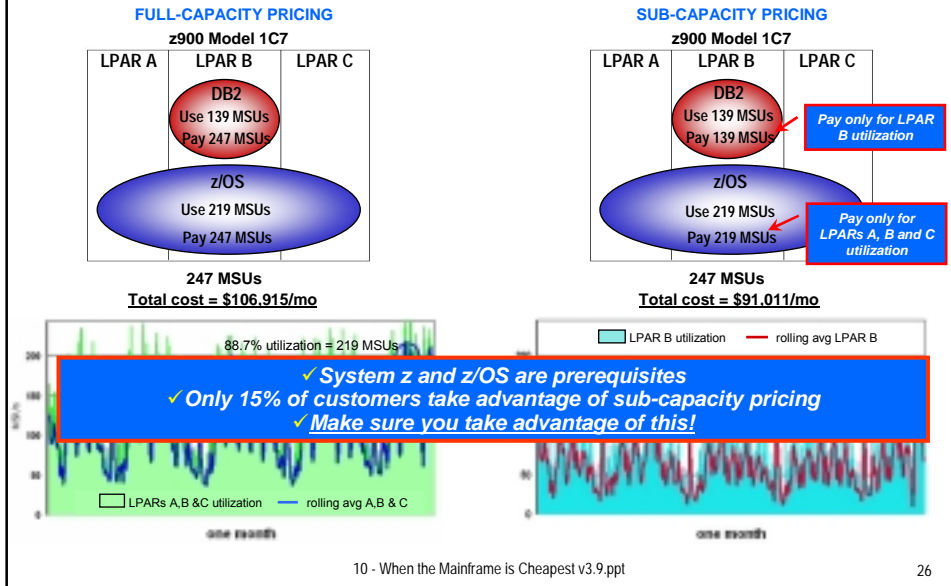 FULL-CAPACITY PRICING
z900 Model 1C7
LPAR A
LPAR B
LPAR C
DB2
Use 139 MSUs
Pay 247 MSUs
z/OS
Use 219 MSUs
Pay 247 MSUs
247 MSUs
Total cost = $106,915/mo
SUB-CAPACITY PRICING
z900 Model 1C7
LPAR A
LPAR B
LPAR C
DB2
Use 139 MSUs
Pay 139 MSUs
Pay only for LPAR
B utilization
z/OS
Use 219 MSUs
Pay 219 MSUs
Pay only for
LPARs A, B and C
utilization
247 MSUs
Total cost = $91,011/mo
88.7% utilization = 219 MSUs
200
LPAR B utilization
rolling avg LPAR B
✓System z and z/OS are prerequisites
✓Only 15% of customers take advantage of sub-capacity pricing
✓Make sure you take advantage of this!
50
0
LPARs A,B &C utilization
rolling avg A,B & C
one month
50
0
one month
10 - When the Mainframe is Cheapest v3.9.ppt
26